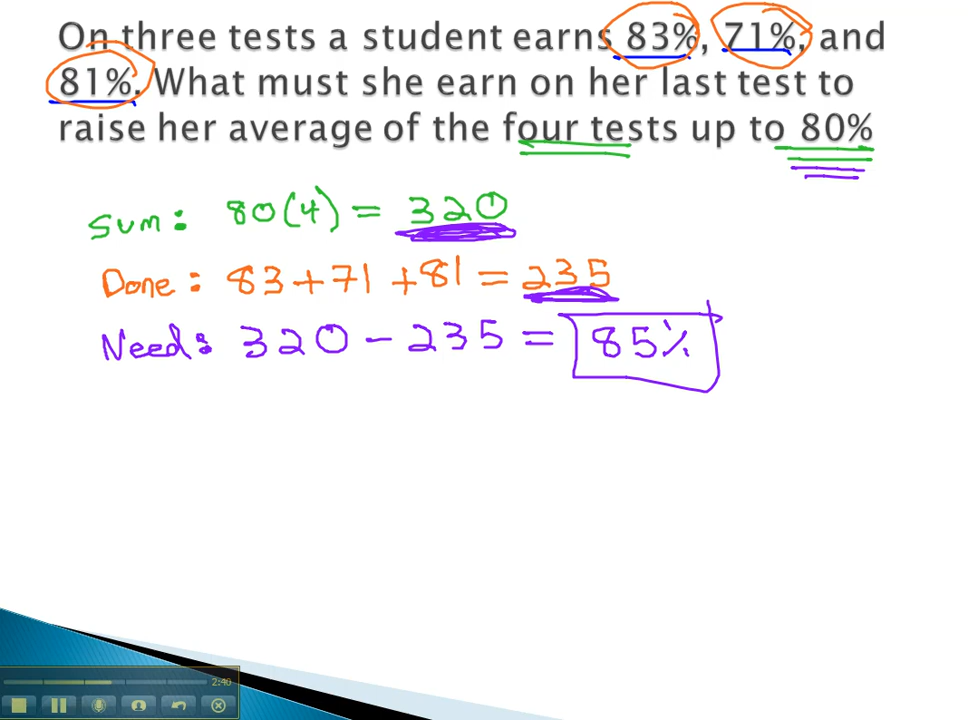 On three tests a student earns 83%, 71%, and
81%. What must she earn on her last test to
raise her average of the four tests up to 80%
Sum: 80(4) = 320
Done: 83+71+81=235
Need: 320-235= 85%
2:40